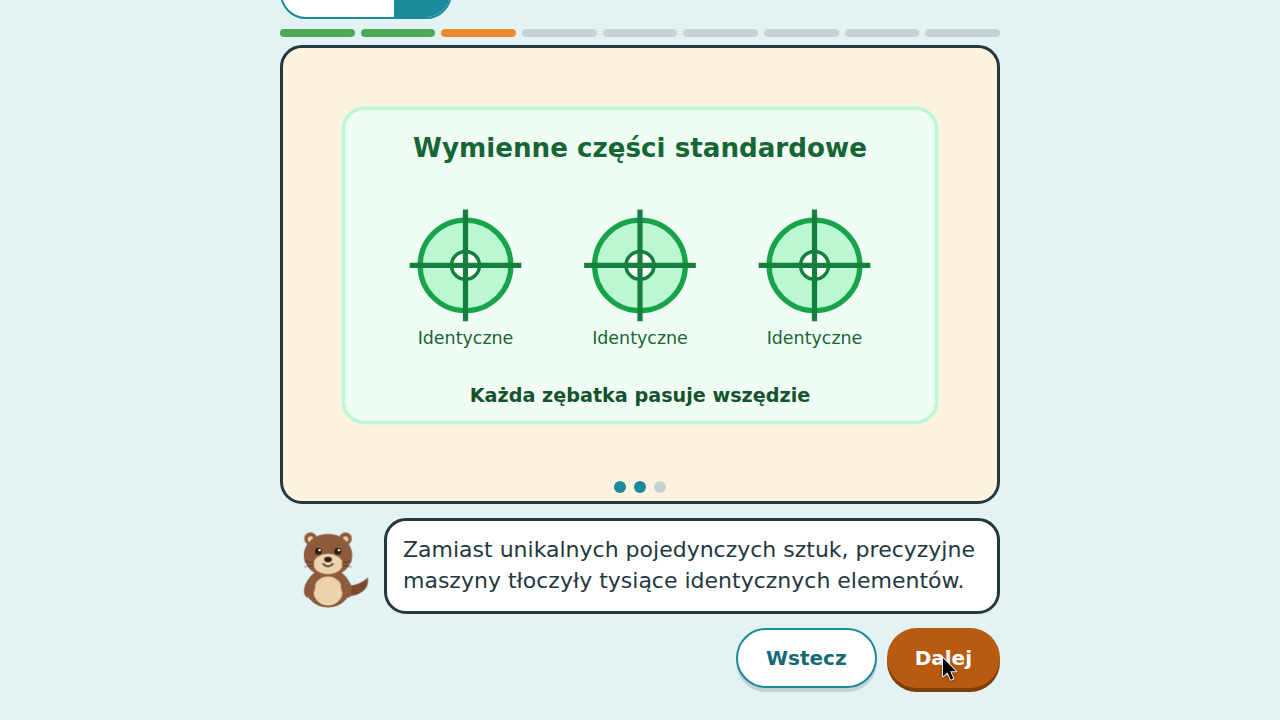 Wymienne części standardowe
Identyczne
Identyczne
Identyczne
Każda zębatka pasuje wszędzie
Zamiast unikalnych pojedynczych sztuk, precyzyjne
maszyny tłoczyły tysiące identycznych elementów.
Wstecz
Dalej